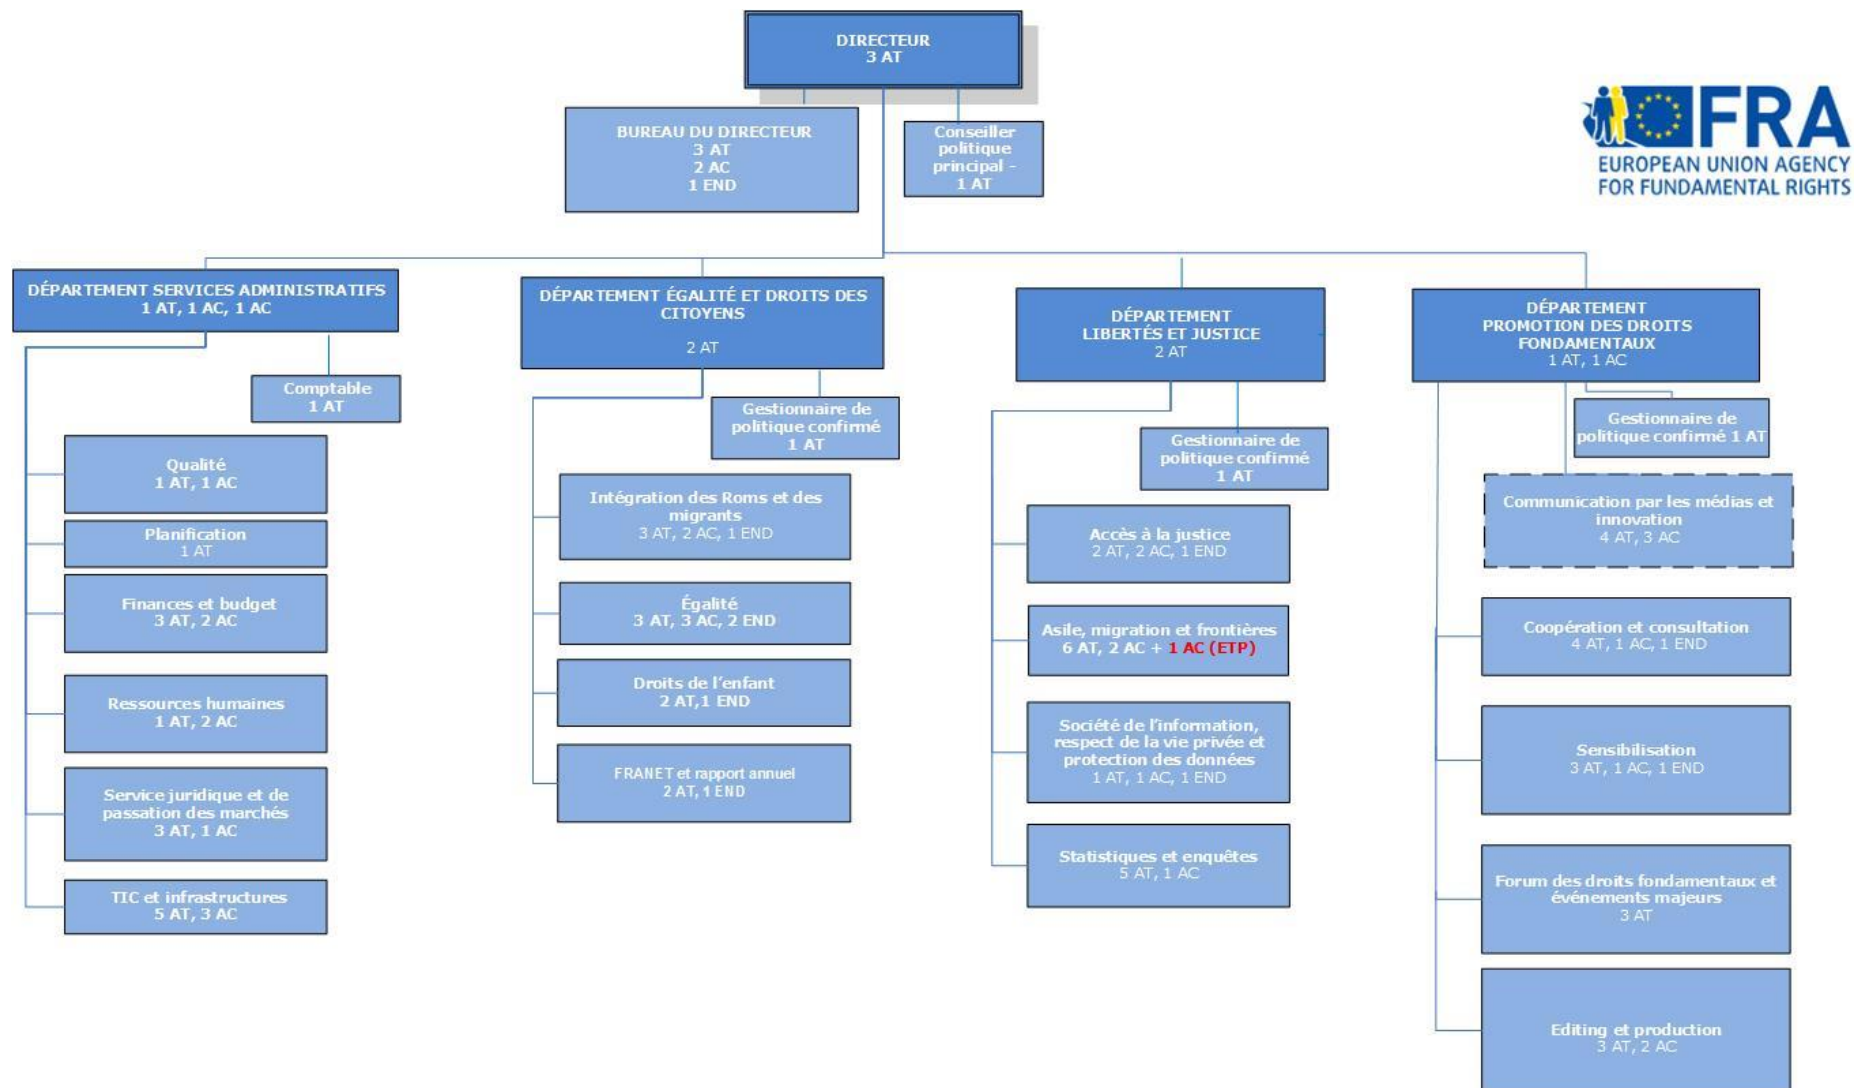 DIRECTEUR
3 AT
BUREAU DU DIRECTEUR
3 AT
2 AC
1 END
Conseiller
politique
principal -
1 AT
FRA
EUROPEAN UNION AGENCY
FOR FUNDAMENTAL RIGHTS
DÉPARTEMENT SERVICES ADMINISTRATIFS
1 AT, 1 AC, 1 AC
Comptable
1 AT
Qualité
1 AT, 1 AC
Planification
1 AT
Finances et budget
3 AT, 2 AC
Ressources humaines
1 AT, 2 AC
Service juridique et de
passation des marchés
3 AT, 1 AC
TIC et infrastructures
5 AT, 3 AC
DÉPARTEMENT ÉGALITÉ ET DROITS DES
CITOYENS
2 AT
Gestionnaire de
politique confirmé
1 AT
Intégration des Roms et des
migrants
3 AT, 2 AC, 1 END
Égalité
3 AT, 3 AC, 2 END
Droits de l'enfant
2 AT,1 END
FRANET et rapport annuel
2 AT, 1 END
DÉPARTEMENT
LIBERTÉS ET JUSTICE
2 AT
Gestionnaire de
politique confirmé
1 AT
Accès à la justice
2 AT, 2 AC, 1 END
Asile, migration et frontières
6 AT, 2 AC + 1 AC (ETP)
Société de l'information,
respect de la vie privée et
protection des données
1 AT, 1 AC, 1 END
Statistiques et enquêtes
5 AT, 1 AC
DÉPARTEMENT
PROMOTION DES DROITS
FONDAMENTAUX
1 AT, 1 AC
Gestionnaire de
politique confirmé 1 AT
Communication par les médias et
innovation
4 AT, 3 AC
Coopération et consultation
4 AT, 1 AC, 1 END
Sensibilisation
3 AT, 1 AC, 1 END
Forum des droits fondamentaux et
événements majeurs
3 AT
Editing et production
3 AT, 2 AC